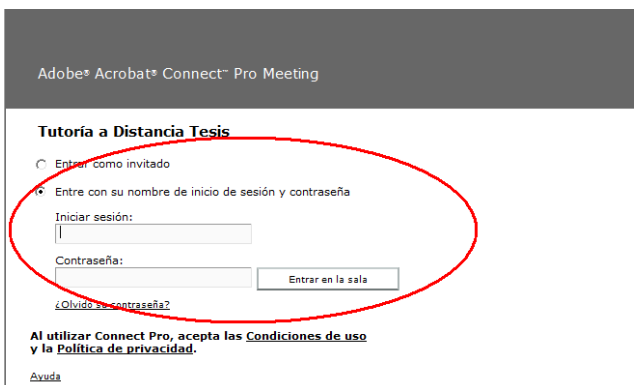 Adobe® Acrobat® Connect™ Pro Meeting
Tutoría a Distancia Tesis
Entrar como invitado
Entre con su nombre de inicio de sesión y contraseña
Iniciar sesión:
Contraseña:
Entrar en la sala
¿Olvidó su contraseña?
Al utilizar Connect Pro, acepta las Condiciones de uso
y la Política de privacidad.
Ayuda